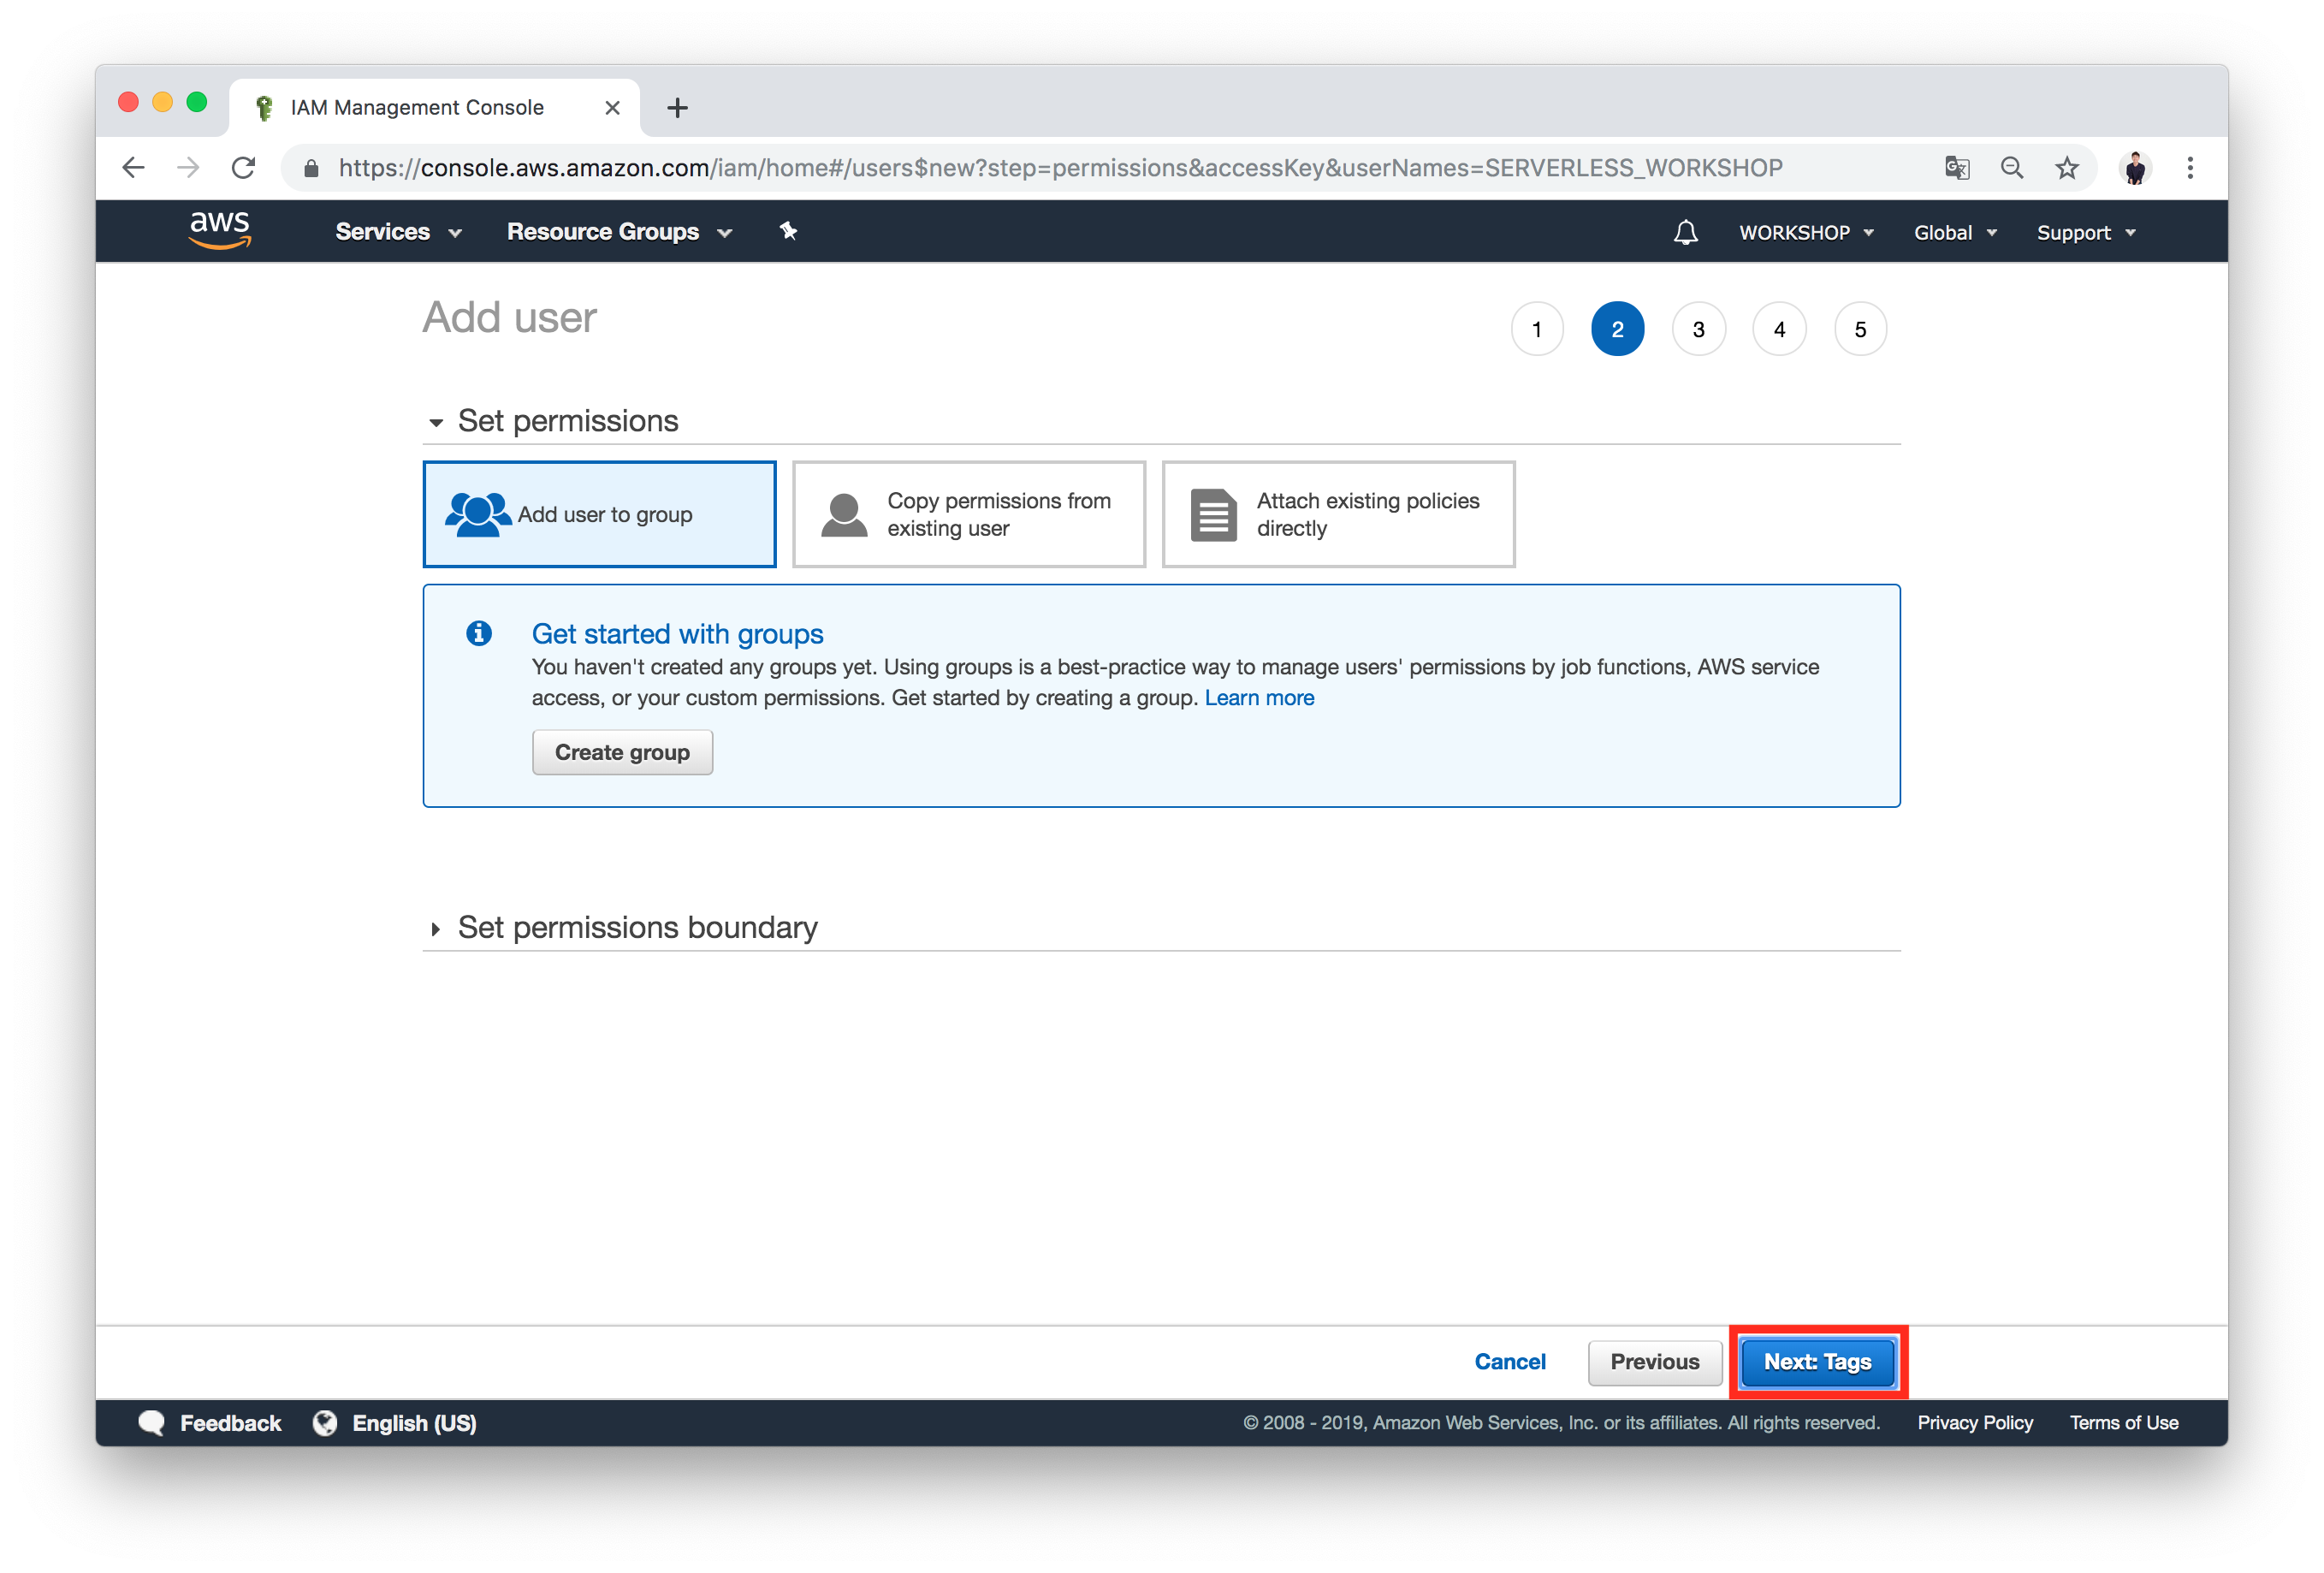 IAM Management Console
https://console.aws.amazon.com/iam/home#/users$new?step=permissions&accessKey&userNames=SERVERLESS_WORKSHOP
aws Services Resource Groups WORKSHOP Global Support
Add user 1 2 3 4 5
Set permissions
Add user to group
Copy permissions from
existing user
Attach existing policies
directly
Get started with groups
You haven't created any groups yet. Using groups is a best-practice way to manage users' permissions by job functions, AWS service
access, or your custom permissions. Get started by creating a group. Learn more
Create group
Set permissions boundary
Cancel Previous Next: Tags
Feedback English (US) © 2008 - 2019, Amazon Web Services, Inc. or its affiliates. All rights reserved. Privacy Policy Terms of Use